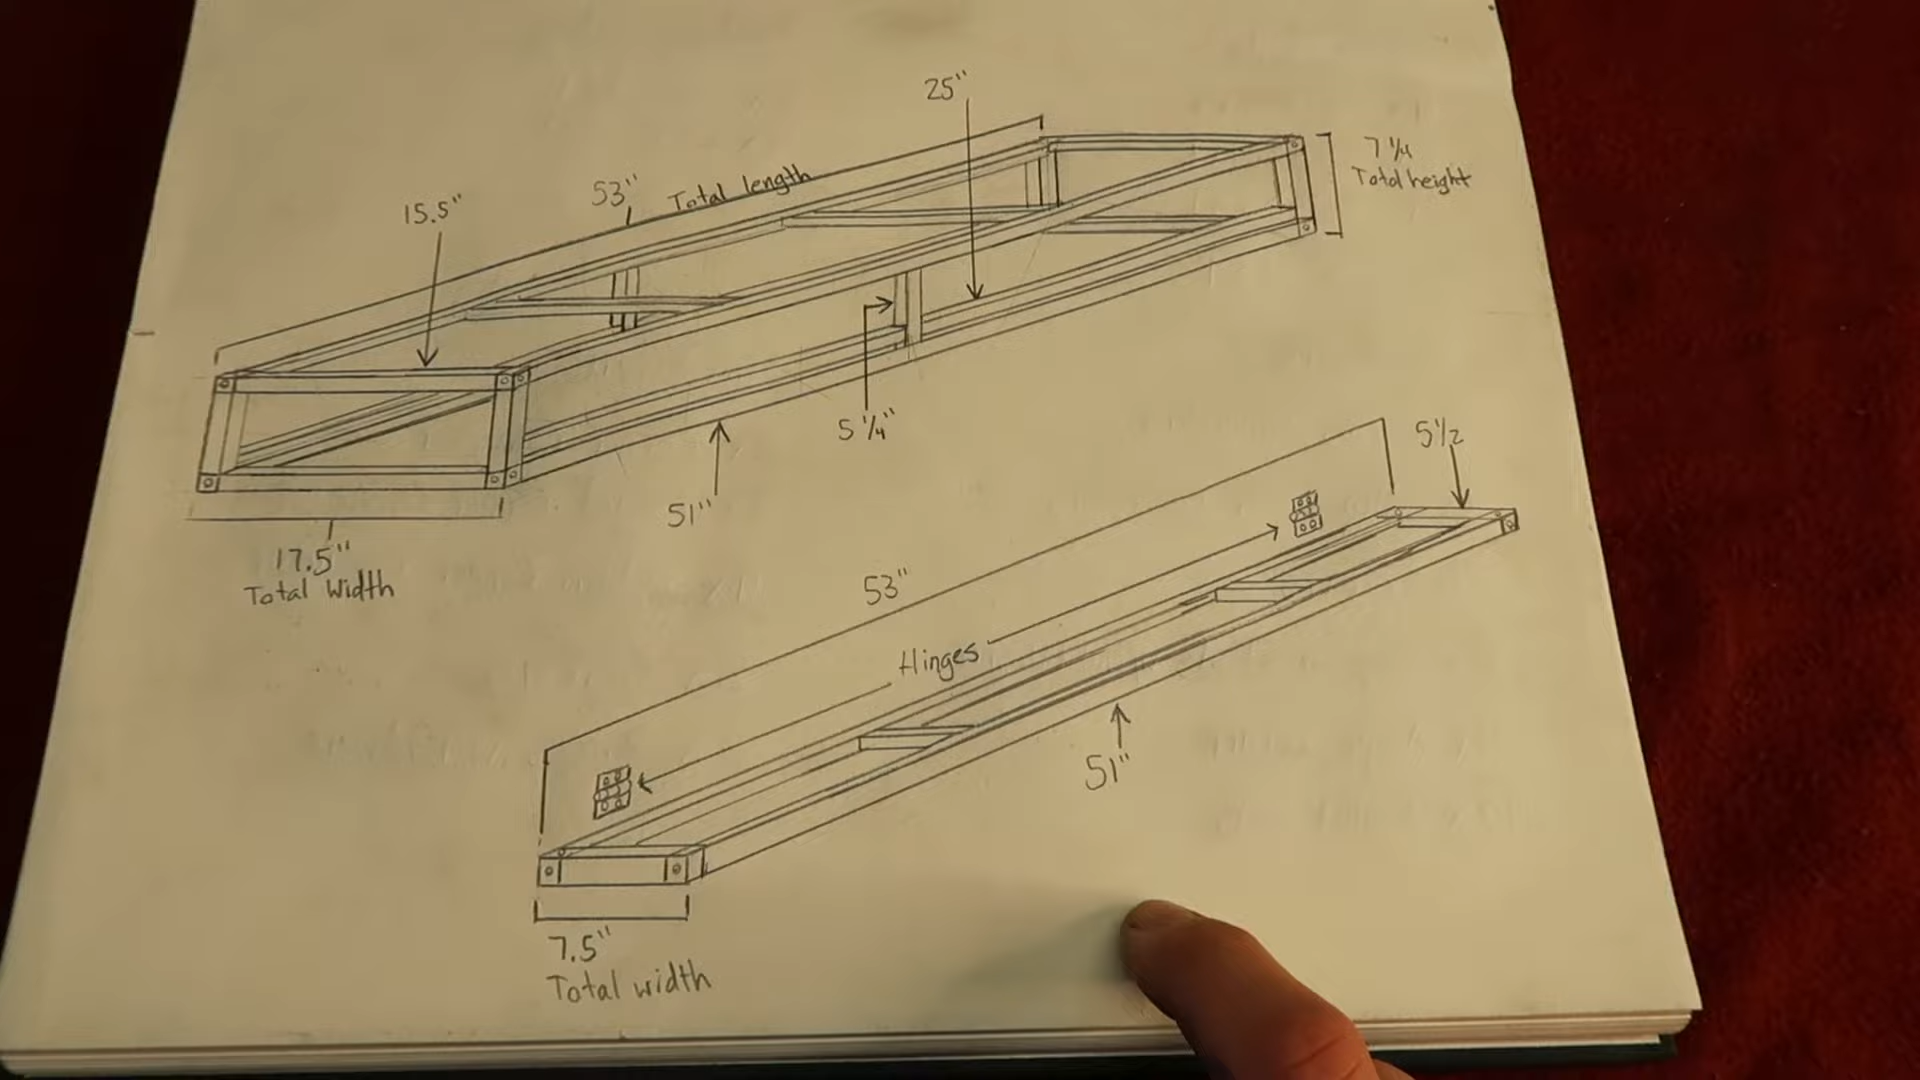 25"
7 1/4
Total height
53"
Total length
15.5"
5 1/4"
51"
17.5"
Total Width
5 1/2
53"
Hinges
51"
7.5"
Total width